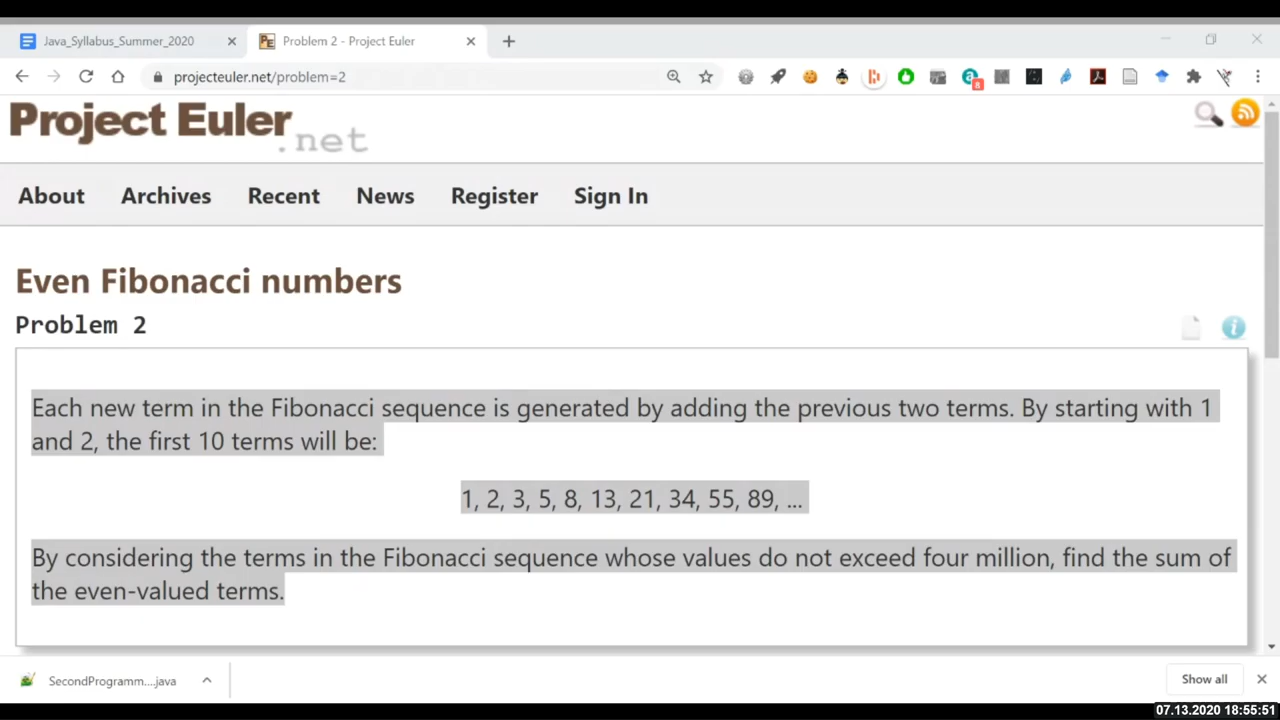 Java_Syllabus_Summer_2020
Problem 2 - Project Euler
projecteuler.net/problem=2
8
Project Euler
.net
About Archives Recent News Register Sign In
Even Fibonacci numbers
Problem 2
Each new term in the Fibonacci sequence is generated by adding the previous two terms. By starting with 1
and 2, the first 10 terms will be:
1, 2, 3, 5, 8, 13, 21, 34, 55, 89, ...
By considering the terms in the Fibonacci sequence whose values do not exceed four million, find the sum of
the even-valued terms.
SecondProgramm....java
Show all
07.13.2020 18:55:51